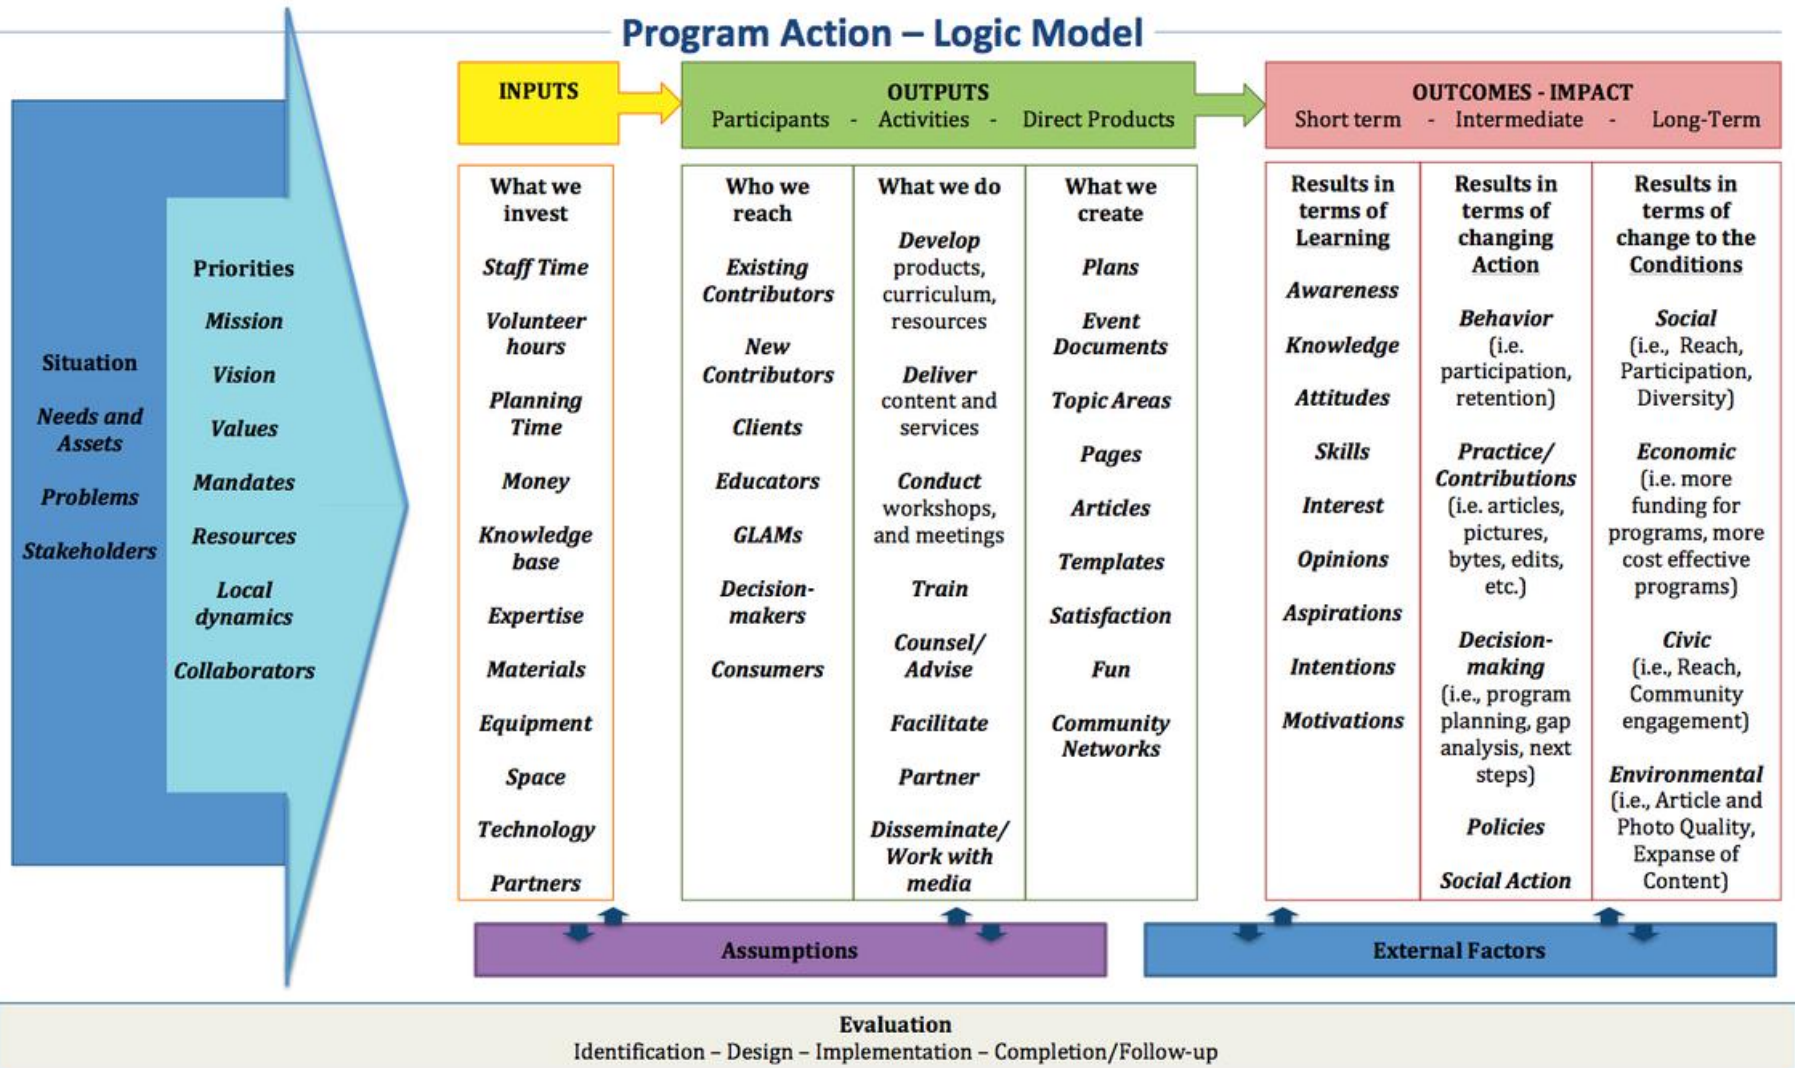 Program Action – Logic Model
Situation
Needs and
Assets
Problems
Stakeholders
Priorities
Mission
Vision
Values
Mandates
Resources
Local
dynamics
Collaborators
INPUTS
What we
invest
Staff Time
Volunteer
hours
Planning
Time
Money
Knowledge
base
Expertise
Materials
Equipment
Space
Technology
Partners
OUTPUTS
Participants - Activities - Direct Products
Who we
reach
Existing
Contributors
New
Contributors
Clients
Educators
GLAMs
Decision-
makers
Consumers
What we do
Develop
products,
curriculum,
resources
Deliver
content and
services
Conduct
workshops,
and meetings
Train
Counsel/
Advise
Facilitate
Partner
Disseminate/
Work with
media
What we
create
Plans
Event
Documents
Topic Areas
Pages
Articles
Templates
Satisfaction
Fun
Community
Networks
OUTCOMES - IMPACT
Short term - Intermediate - Long-Term
Results in
terms of
Learning
Awareness
Knowledge
Attitudes
Skills
Interest
Opinions
Aspirations
Intentions
Motivations
Results in
terms of
changing
Action
Behavior
(i.e.
participation,
retention)
Practice/
Contributions
(i.e. articles,
pictures,
bytes, edits,
etc.)
Decision-
making
(i.e., program
planning, gap
analysis, next
steps)
Policies
Social Action
Results in
terms of
change to the
Conditions
Social
(i.e., Reach,
Participation,
Diversity)
Economic
(i.e. more
funding for
programs, more
cost effective
programs)
Civic
(i.e., Reach,
Community
engagement)
Environmental
(i.e., Article and
Photo Quality,
Expanse of
Content)
Assumptions
External Factors
Evaluation
Identification – Design – Implementation – Completion/Follow-up